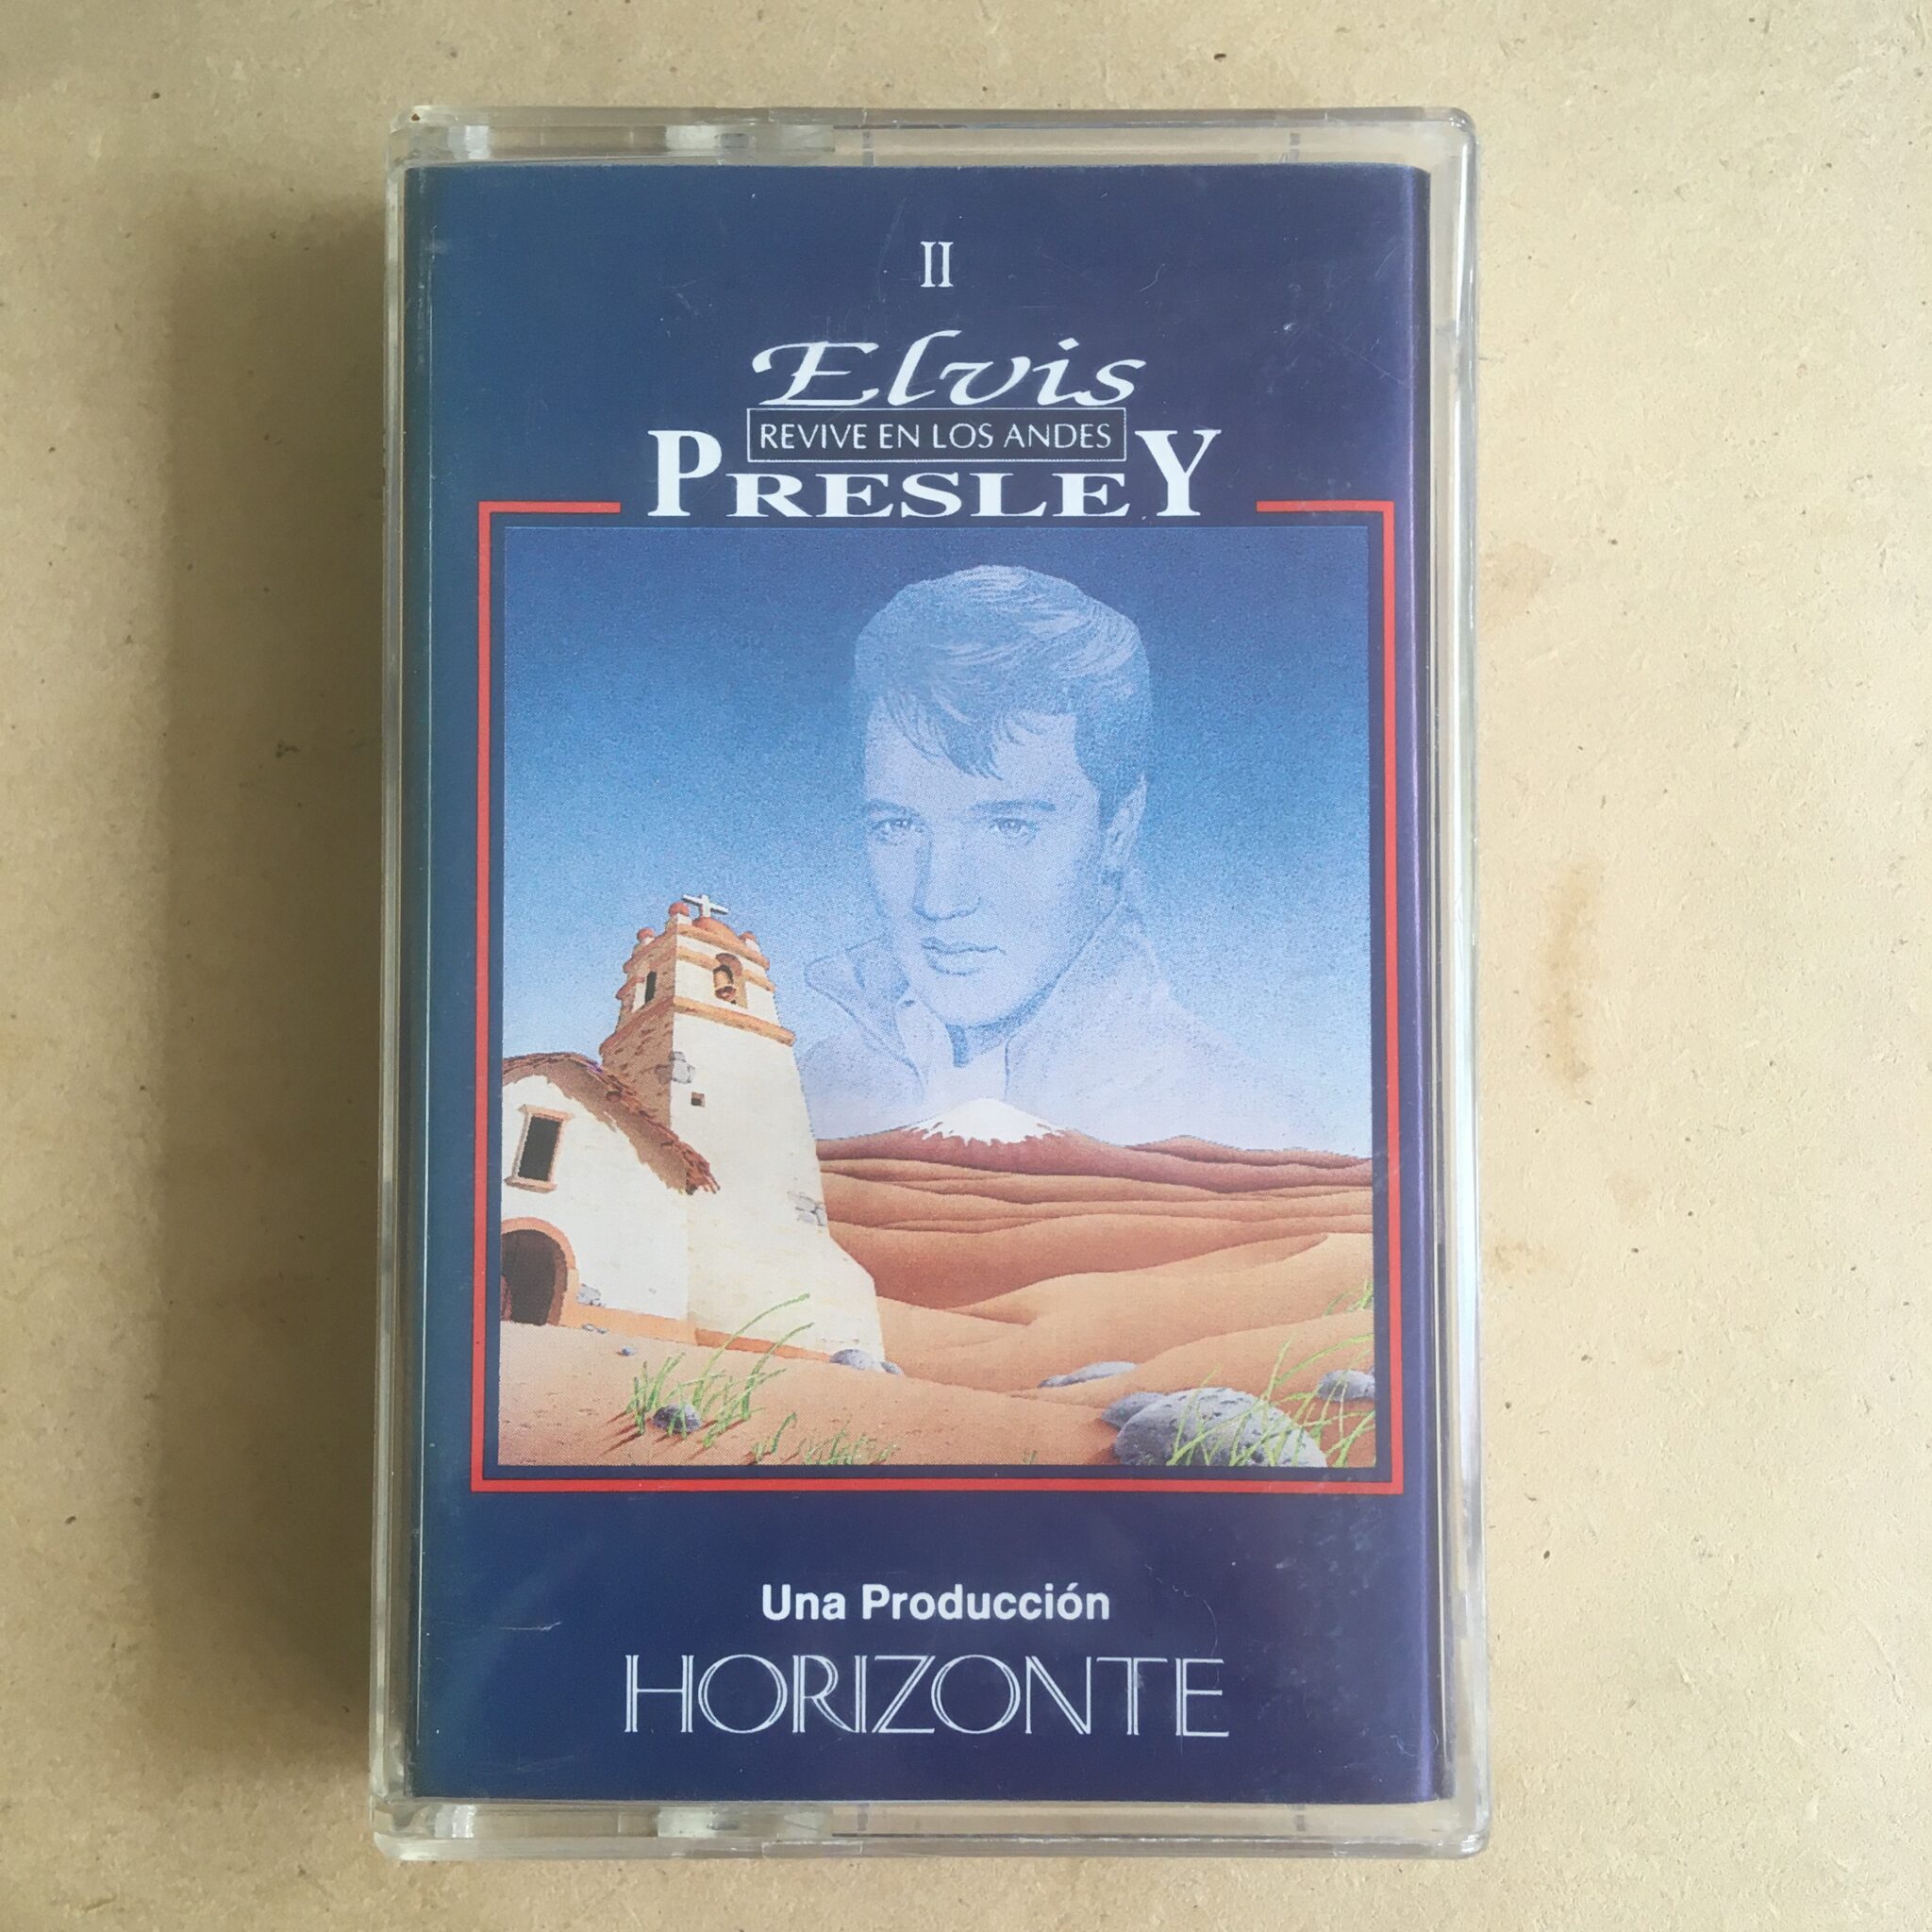 II
Elvis
REVIVE EN LOS ANDES
PRESLEY
Una Producción
HORIZONTE